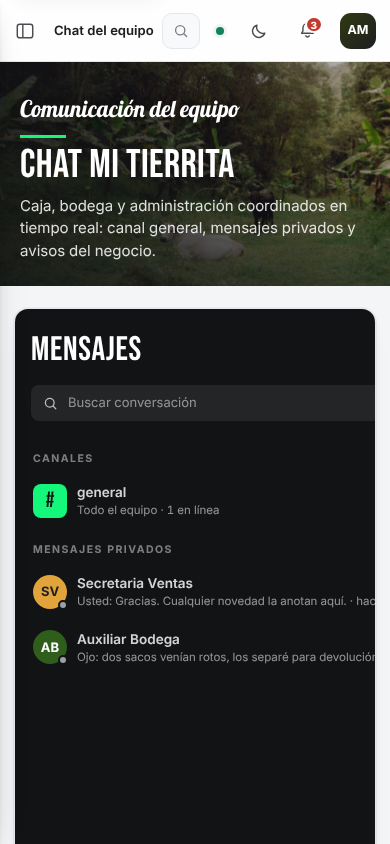 Chat del equipo
3
AM
Comunicación del equipo
CHAT MI TIERRITA
Caja, bodega y administración coordinados en
tiempo real: canal general, mensajes privados y
avisos del negocio.
MENSAJES
Buscar conversación
CANALES
#
general
Todo el equipo · 1 en línea
MENSAJES PRIVADOS
SV
Secretaria Ventas
Usted: Gracias. Cualquier novedad la anotan aquí. · hac
AB
Auxiliar Bodega
Ojo: dos sacos venían rotos, los separé para devolución